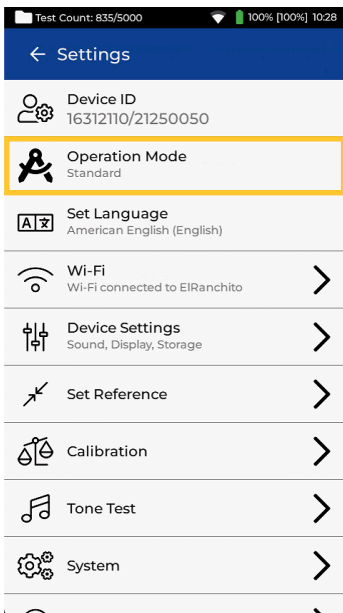 Test Count: 835/5000 100% [100%] 10:28
Settings
Device ID
16312110/21250050
Operation Mode
Standard
A 文
Set Language
American English (English)
Wi-Fi
Wi-Fi connected to ElRanchito
Device Settings
Sound, Display, Storage
Set Reference
Calibration
Tone Test
System